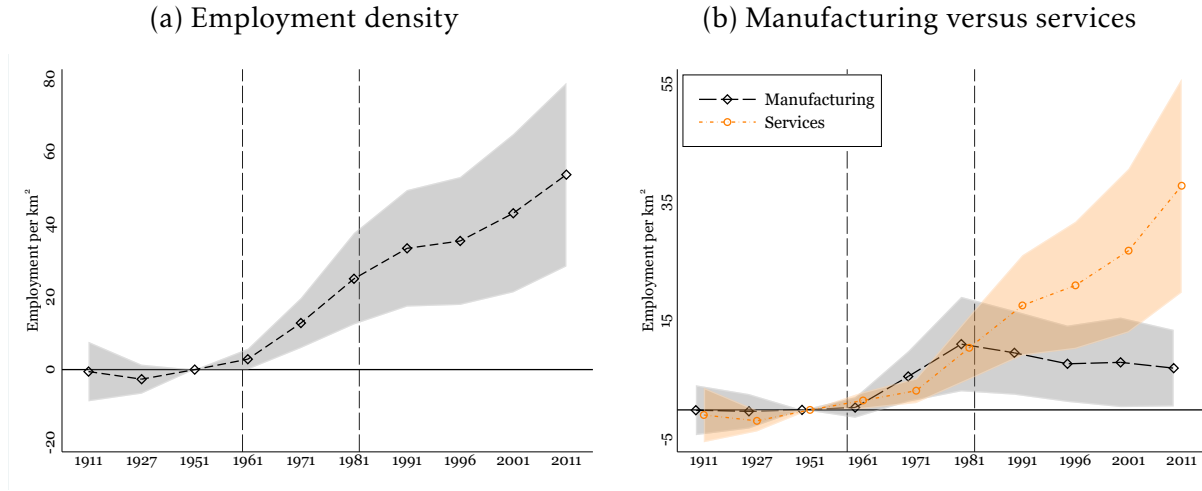 (a) Employment density
(b) Manufacturing versus services
Employment per km²
80
60
40
20
0
-20
1911 1927 1951 1961 1971 1981 1991 1996 2001 2011
Employment per km²
55
35
15
-5
Manufacturing
Services
1911 1927 1951 1961 1971 1981 1991 1996 2001 2011